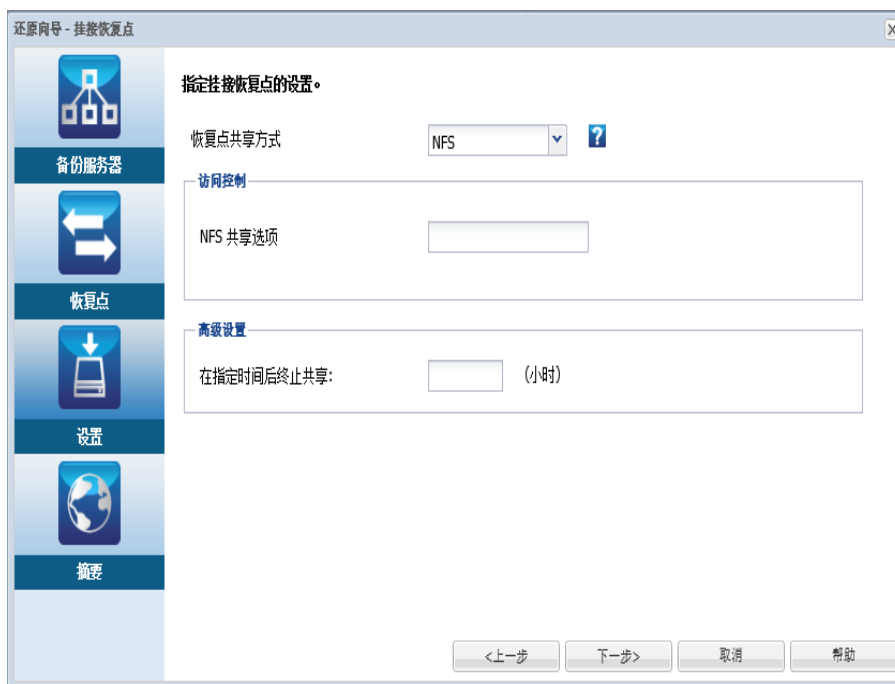 还原向导 - 挂接恢复点
备份服务器
恢复点
设置
摘要
指定挂接恢复点的设置。
恢复点共享方式 NFS ?
访问控制
NFS 共享选项
高级设置
在指定时间后终止共享: (小时)
<上一步 下一步> 取消 帮助